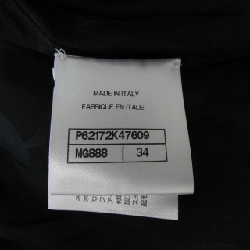 MADE IN ITALY
FABRIQUE EN ITALIE
P62172K47609
MG888 34